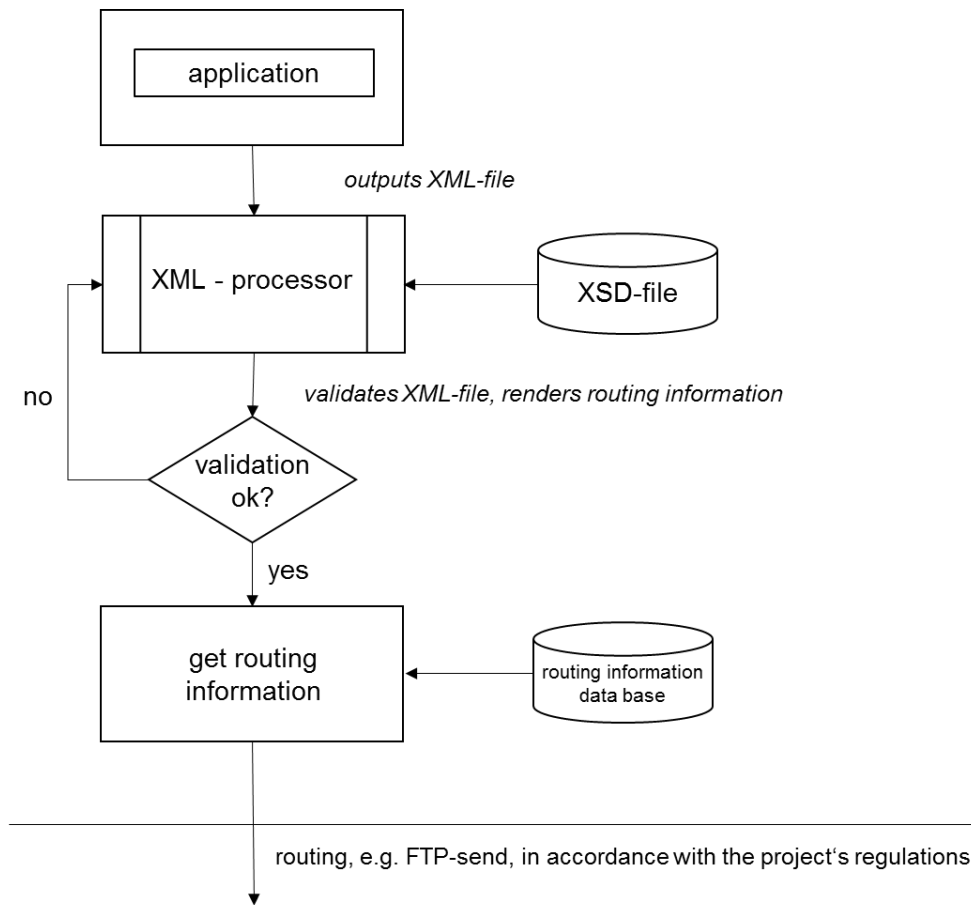 application
outputs XML-file
XML - processor
XSD-file
validates XML-file, renders routing information
no
validation
ok?
yes
get routing
information
routing information
data base
routing, e.g. FTP-send, in accordance with the project‘s regulations